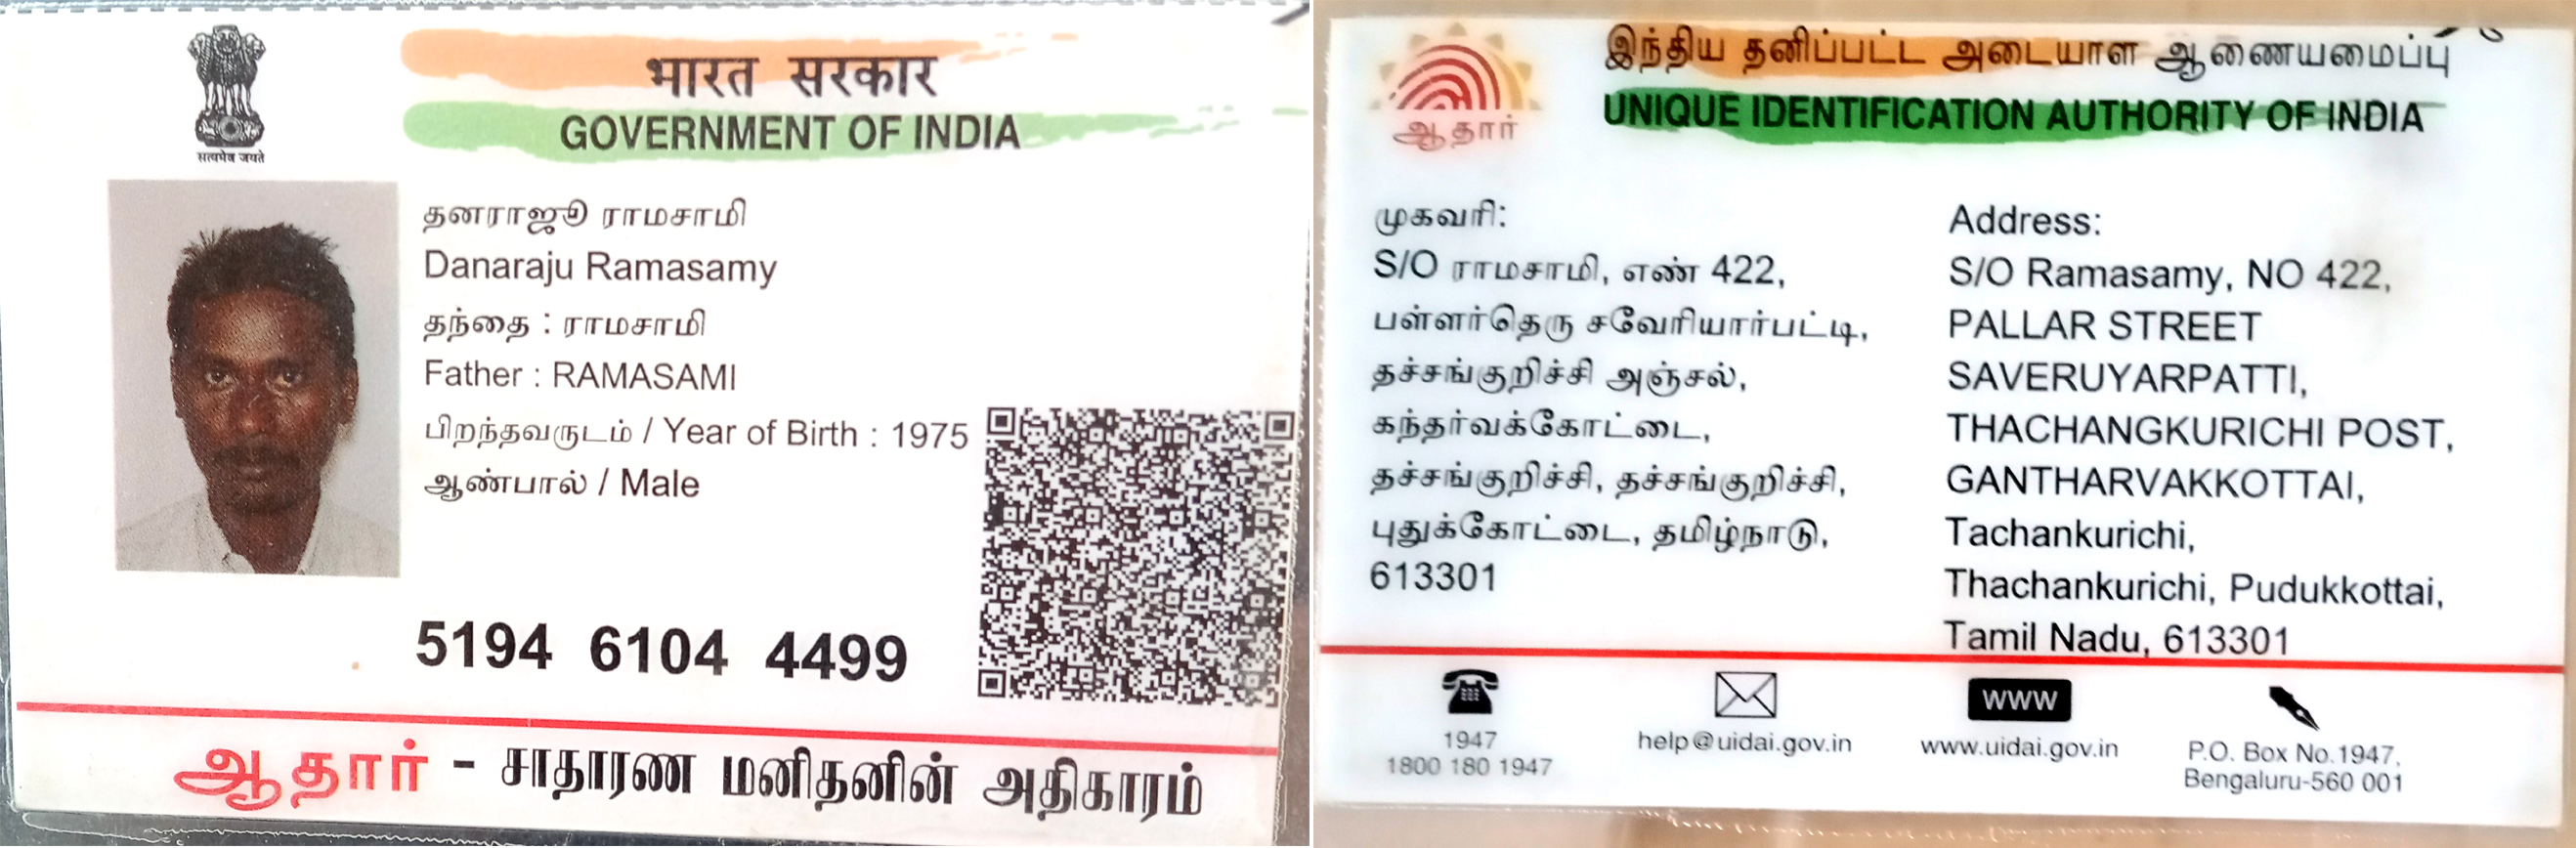 सत्यमेव जयते
भारत सरकार
GOVERNMENT OF INDIA
தனராஜூ ராமசாமி
Danaraju Ramasamy
தந்தை : ராமசாமி
Father : RAMASAMI
பிறந்தவருடம் / Year of Birth : 1975
ஆண்பால் / Male
5194 6104 4499
ஆதார் - சாதாரண மனிதனின் அதிகாரம்
இந்திய தனிப்பட்ட அடையாள ஆணையமைப்பு
UNIQUE IDENTIFICATION AUTHORITY OF INDIA
ஆதார்
முகவரி:
S/O ராமசாமி, எண் 422,
பள்ளர்தெரு சவேரியார்பட்டி,
தச்சங்குறிச்சி அஞ்சல்,
கந்தர்வக்கோட்டை,
தச்சங்குறிச்சி, தச்சங்குறிச்சி,
புதுக்கோட்டை, தமிழ்நாடு,
613301
Address:
S/O Ramasamy, NO 422,
PALLAR STREET
SAVERUYARPATTI,
THACHANGKURICHI POST,
GANTHARVAKKOTTAI,
Tachankurichi,
Thachankurichi, Pudukkottai,
Tamil Nadu, 613301
1947
1800 180 1947
help@uidai.gov.in
www
www.uidai.gov.in
P.O. Box No.1947,
Bengaluru-560 001